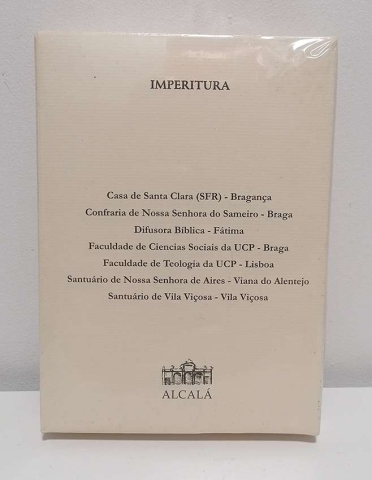 IMPERITURA
Casa de Santa Clara (SFR) - Bragança
Confraria de Nossa Senhora do Sameiro - Braga
Difusora Bíblica - Fátima
Faculdade de Ciencias Sociais da UCP - Braga
Faculdade de Teologia da UCP - Lisboa
Santuário de Nossa Senhora de Aires - Viana do Alentejo
Santuário de Vila Viçosa - Vila Viçosa
ALCALÁ